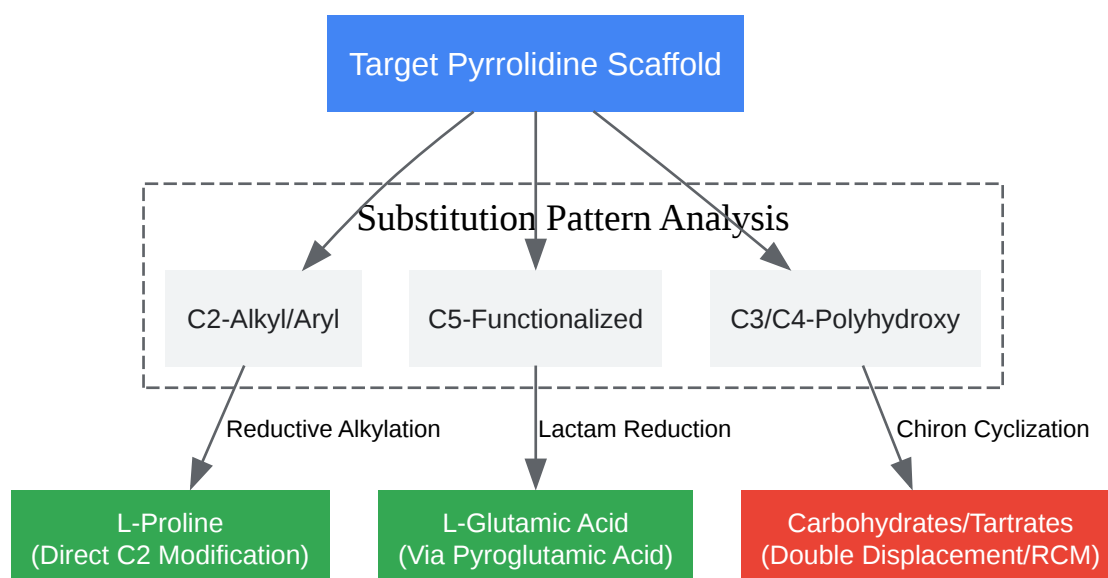 Target Pyrrolidine Scaffold
Substitution Pattern Analysis
C2-Alkyl/Aryl
C5-Functionalized
C3/C4-Polyhydroxy
Reductive Alkylation
Lactam Reduction
Chiron Cyclization
L-Proline
(Direct C2 Modification)
L-Glutamic Acid
(Via Pyroglutamic Acid)
Carbohydrates/Tartrates
(Double Displacement/RCM)